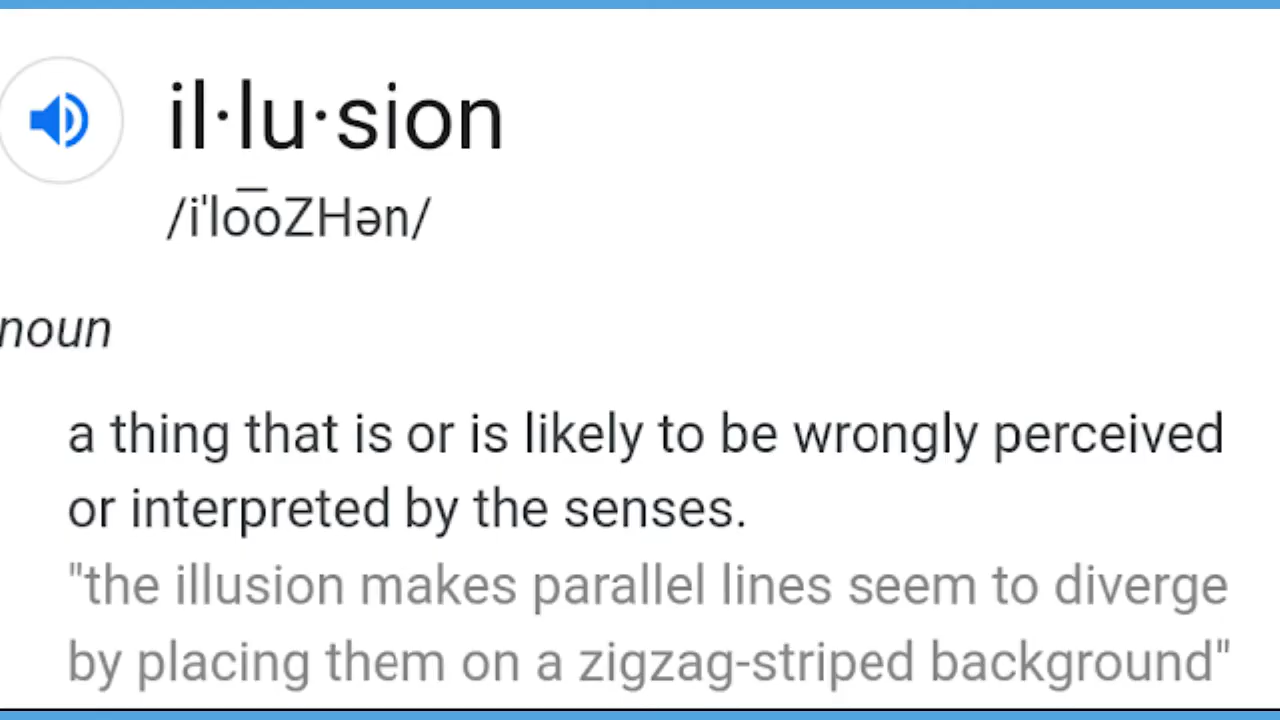 il·lu·sion
/iˈlo͞oZHən/
noun
a thing that is or is likely to be wrongly perceived
or interpreted by the senses.
"the illusion makes parallel lines seem to diverge
by placing them on a zigzag-striped background"